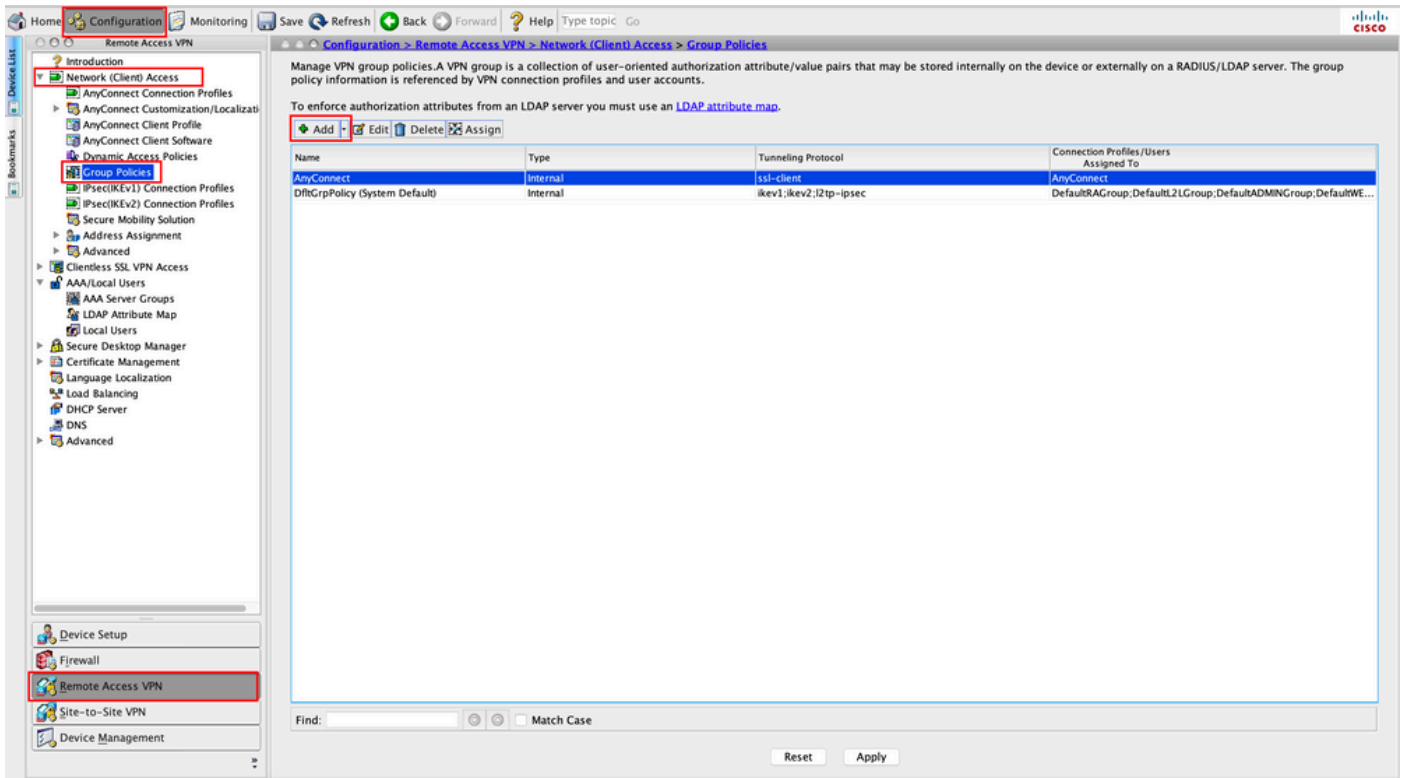 Home Configuration Monitoring Save Refresh Back Forward Help Type topic Go
CISCO
Device List
Bookmarks
Remote Access VPN
Introduction
Network (Client) Access
AnyConnect Connection Profiles
AnyConnect Customization/Localizati
AnyConnect Client Profile
AnyConnect Client Software
Dynamic Access Policies
Group Policies
IPsec(IKEv1) Connection Profiles
IPsec(IKEv2) Connection Profiles
Secure Mobility Solution
Address Assignment
Advanced
Clientless SSL VPN Access
AAA/Local Users
AAA Server Groups
LDAP Attribute Map
Local Users
Secure Desktop Manager
Certificate Management
Language Localization
Load Balancing
DHCP Server
DNS
Advanced
Device Setup
Firewall
Remote Access VPN
Site-to-Site VPN
Device Management
Configuration > Remote Access VPN > Network (Client) Access > Group Policies
Manage VPN group policies.A VPN group is a collection of user-oriented authorization attribute/value pairs that may be stored internally on the device or externally on a RADIUS/LDAP server. The group
policy information is referenced by VPN connection profiles and user accounts.
To enforce authorization attributes from an LDAP server you must use an LDAP attribute map.
Add Edit Delete Assign
Name Type Tunneling Protocol Connection Profiles/Users
Assigned To
AnyConnect Internal ssl-client AnyConnect
DfltGrpPolicy (System Default) Internal ikev1;ikev2;l2tp-ipsec DefaultRAGroup;DefaultL2LGroup;DefaultADMINGroup;DefaultWE...
Find: Match Case
Reset Apply